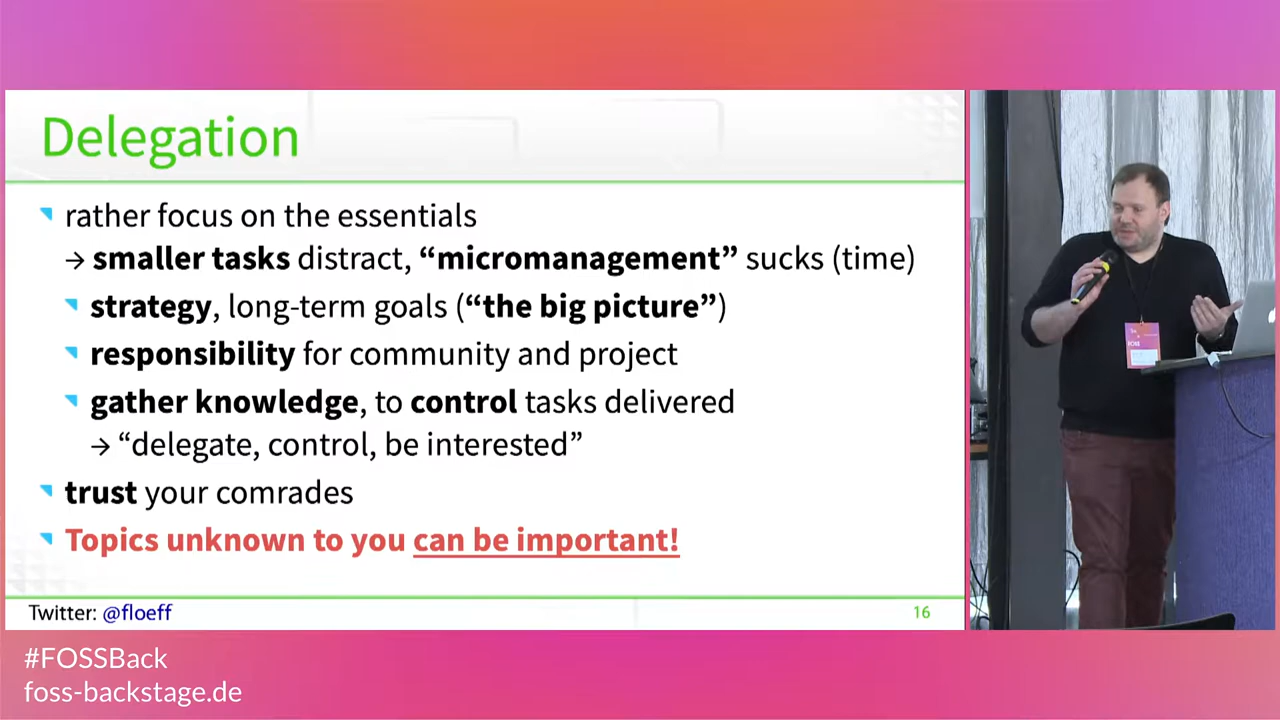 Delegation
rather focus on the essentials
→ smaller tasks distract, “micromanagement” sucks (time)
strategy, long-term goals (“the big picture”)
responsibility for community and project
gather knowledge, to control tasks delivered
→ “delegate, control, be interested”
trust your comrades
Topics unknown to you can be important!
Twitter: @floeff
16
FOSS
#FOSSBack
foss-backstage.de